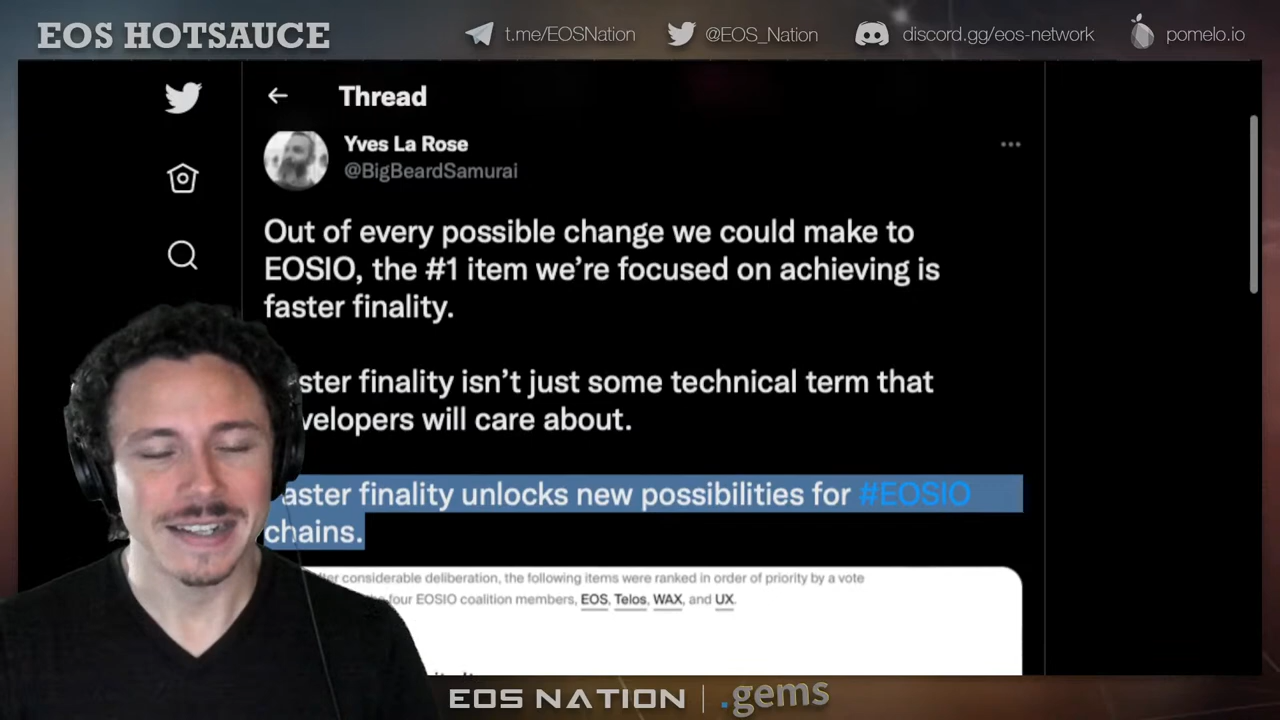 EOS HOTSAUCE
t.me/EOSNation
@EOS_Nation
discord.gg/eos-network
pomelo.io
Thread
Yves La Rose
@BigBeardSamurai
Out of every possible change we could make to
EOSIO, the #1 item we’re focused on achieving is
faster finality.
finality isn’t just some technical term that
will care about.
finality unlocks new possibilities for #EOSIO
chains.
considerable deliberation, the following items were ranked in order of priority by a vote
four EOSIO coalition members, EOS, Telos, WAX, and UX.
EOS NATION | .gems